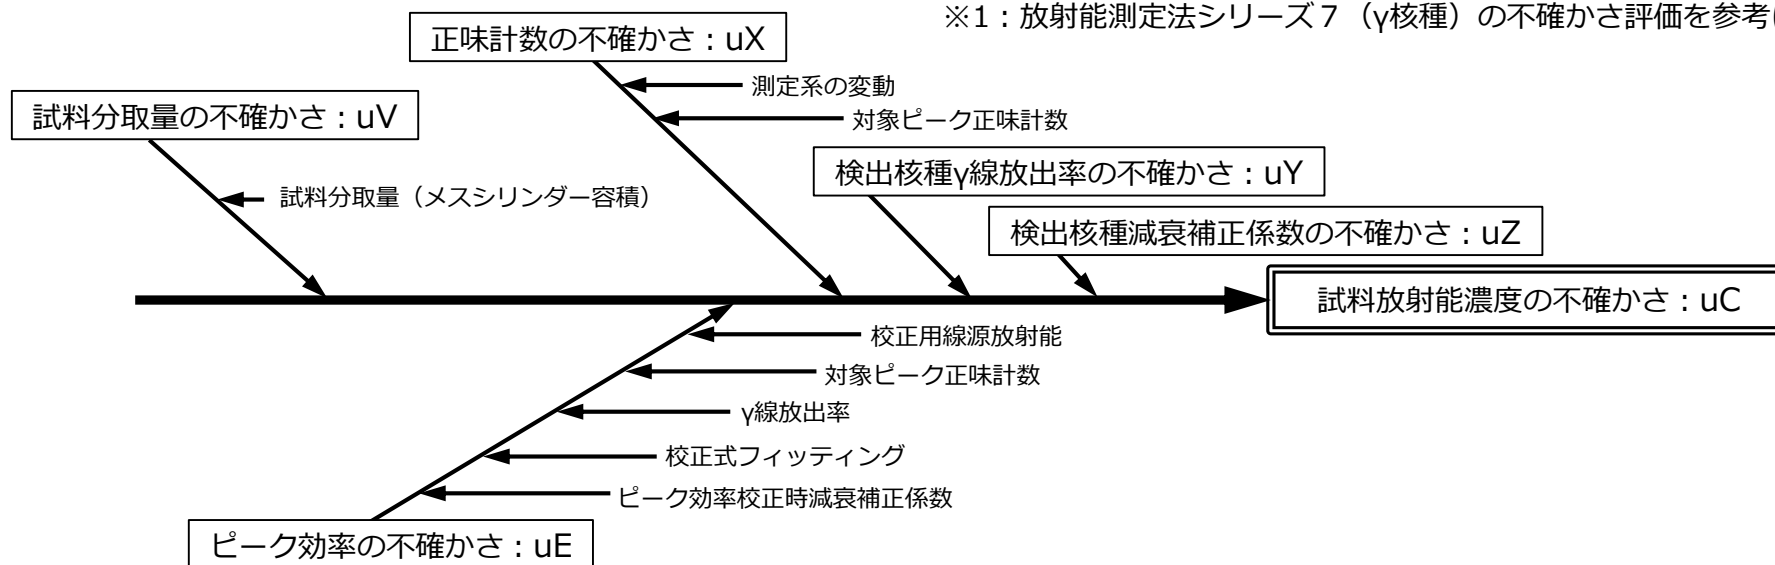 ※1：放射能測定法シリーズ７（γ核種）の不確かさ評価を参考
正味計数の不確かさ：uX
測定系の変動
対象ピーク正味計数
試料分取量の不確かさ：uV
試料分取量（メスシリンダー容積）
検出核種γ線放出率の不確かさ：uY
検出核種減衰補正係数の不確かさ：uZ
試料放射能濃度の不確かさ：uC
校正用線源放射能
対象ピーク正味計数
γ線放出率
校正式フィッティング
ピーク効率校正時減衰補正係数
ピーク効率の不確かさ：uE